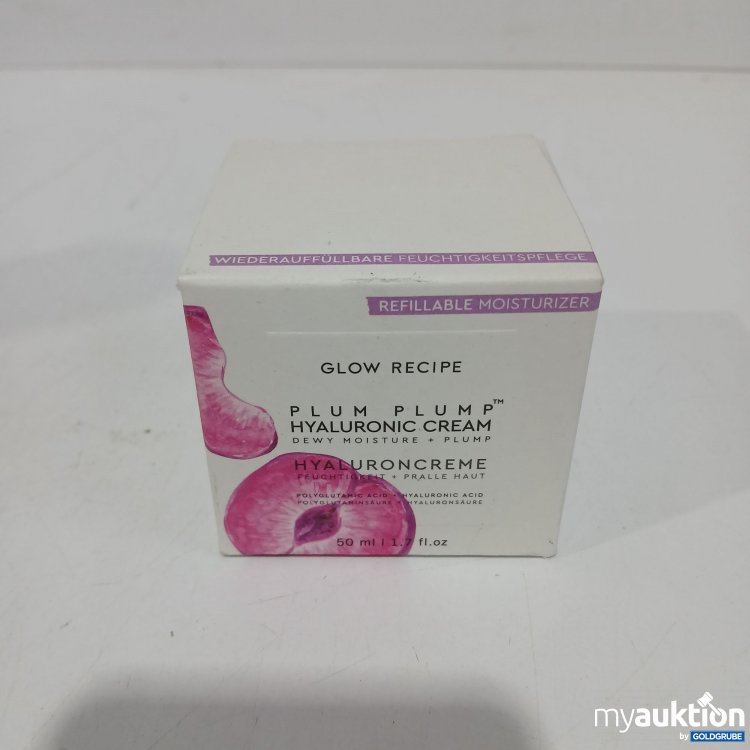 WIEDERAUFFÜLLBARE FEUCHTIGKEITSPFLEGE
REFILLABLE MOISTURIZER
GLOW RECIPE
PLUM PLUMP™
HYALURONIC CREAM
DEWY MOISTURE + PLUMP
HYALURONCREME
FEUCHTIGKEIT + PRALLE HAUT
POLYGLUTAMIC ACID + HYALURONIC ACID
POLYGLUTAMINSÄURE + HYALURONSÄURE
50 ml | 1.7 fl.oz
myauktion
by GOLDGRUBE